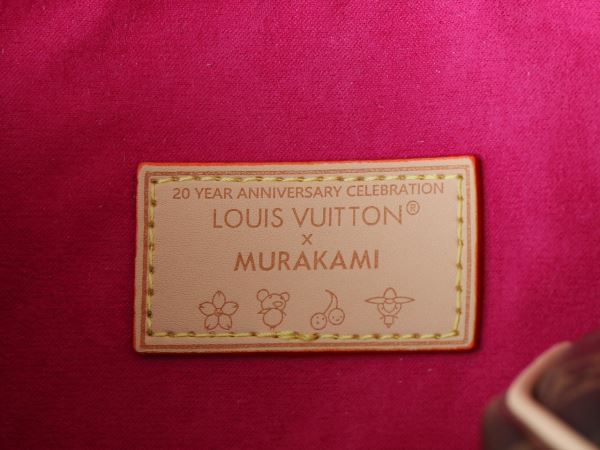 20 YEAR ANNIVERSARY CELEBRATION
LOUIS VUITTON®
x
MURAKAMI